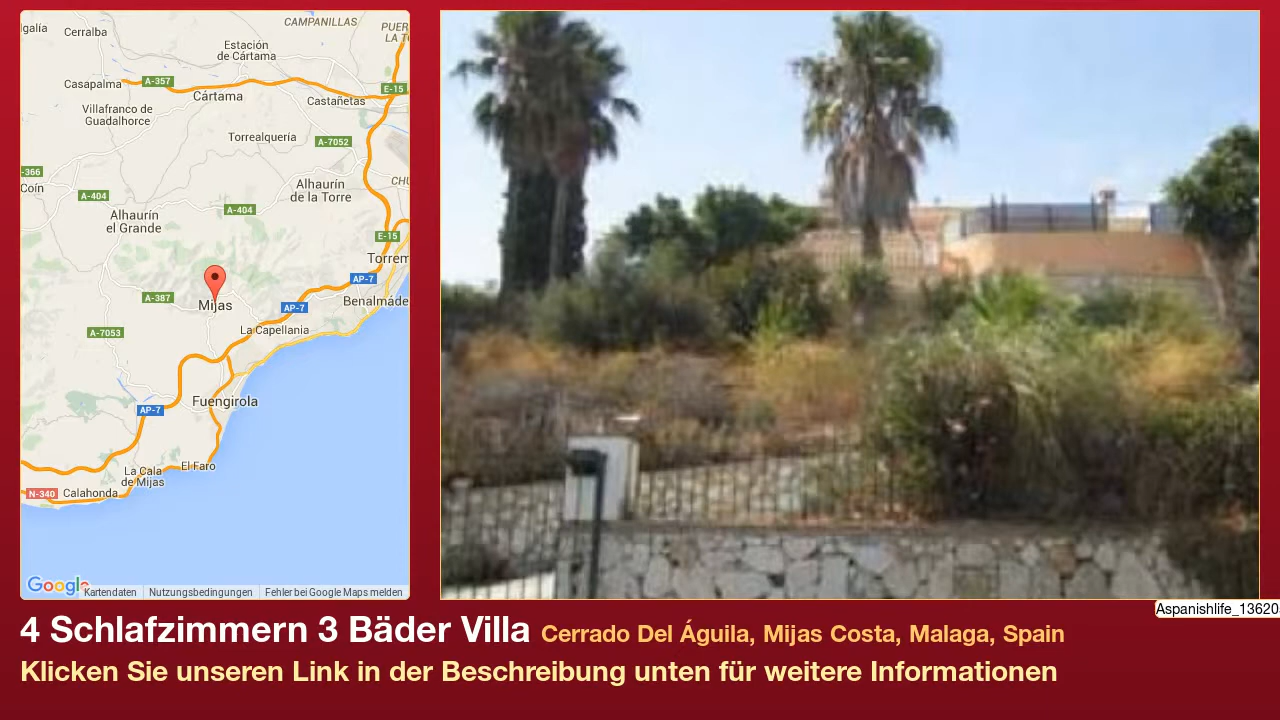 CAMPANILLAS
Cerralba
Estación
de Cártama
Casapalma
A-357
Cártama
E-15
Castañetas
Villafranco de
Guadalhorce
Torrealquería
A-7052
-366
Coín
A-404
Alhaurín
de la Torre
A-404
Alhaurín
el Grande
E-15
AP-7
A-387
Mijas
AP-7
A-7053
La Capellania
AP-7
Fuengirola
La Cala
de Mijas
El Faro
N-340
Calahonda
Google
Kartendaten
Nutzungsbedingungen
Fehler bei Google Maps melden
Aspanishlife_13620
4 Schlafzimmern 3 Bäder Villa Cerrado Del Águila, Mijas Costa, Malaga, Spain
Klicken Sie unseren Link in der Beschreibung unten für weitere Informationen